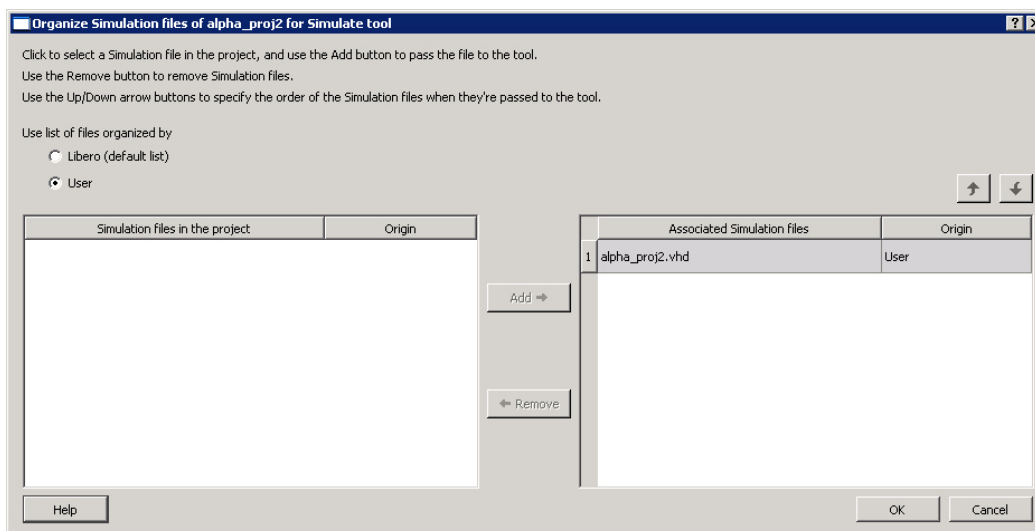 Organize Simulation files of alpha_proj2 for Simulate tool
Click to select a Simulation file in the project, and use the Add button to pass the file to the tool.
Use the Remove button to remove Simulation files.
Use the Up/Down arrow buttons to specify the order of the Simulation files when they're passed to the tool.
Use list of files organized by
Libero (default list)
User
Simulation files in the project Origin
Associated Simulation files Origin
1 alpha_proj2.vhd User
Add
Remove
Help OK Cancel